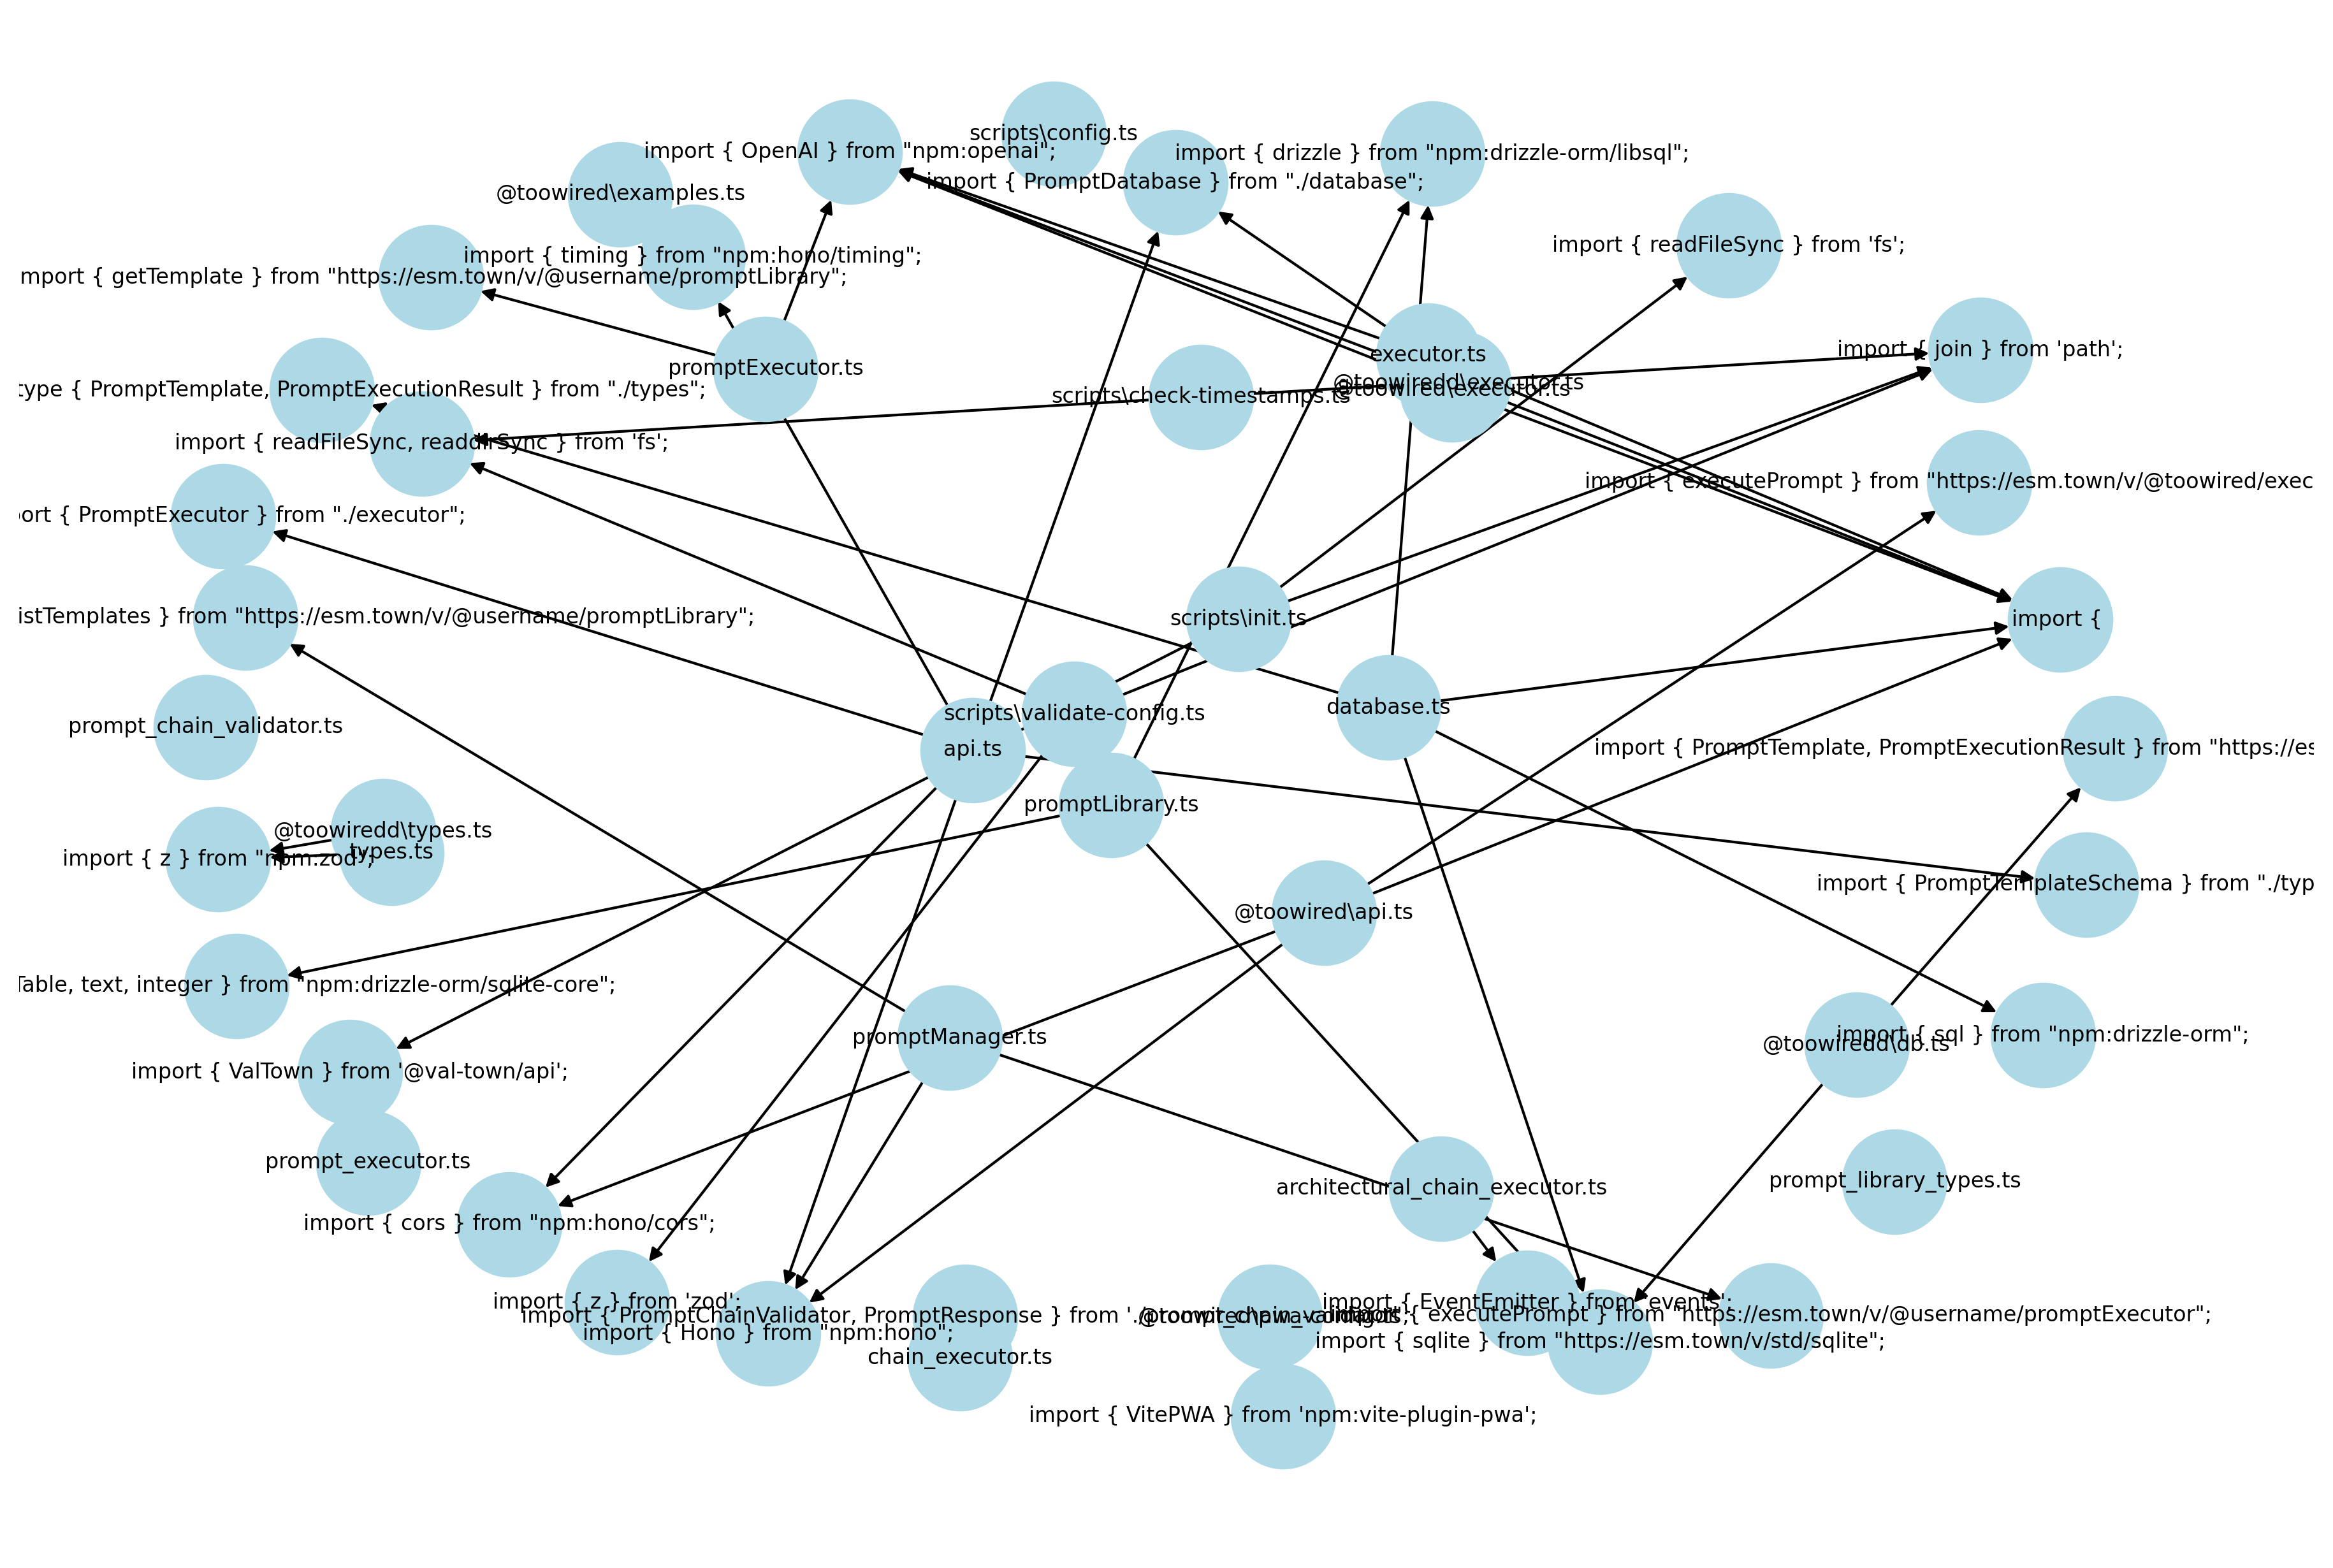 scripts\config.ts
import { OpenAI } from "npm:openai";
import { drizzle } from "npm:drizzle-orm/libsql";
import { PromptDatabase } from "./database";
@toowired\examples.ts
import { readFileSync } from 'fs';
import { timing } from "npm:hono/timing";
mport { getTemplate } from "https://esm.town/v/@username/promptLibrary";
import { join } from 'path';
executor.ts
promptExecutor.ts
@toowiredd\executor.ts
@toowired\executor.ts
type { PromptTemplate, PromptExecutionResult } from "./types";
scripts\check-timestamps.ts
import { readFileSync, readdirSync } from 'fs';
import { executePrompt } from "https://esm.town/v/@toowired/exec
ort { PromptExecutor } from "./executor";
istTemplates } from "https://esm.town/v/@username/promptLibrary";
scripts\init.ts
import {
database.ts
scripts\validate-config.ts
prompt_chain_validator.ts
api.ts
import { PromptTemplate, PromptExecutionResult } from "https://es
promptLibrary.ts
@toowiredd\types.ts
types.ts
import { z } from "npm:zod";
import { PromptTemplateSchema } from "./typ
@toowired\api.ts
Table, text, integer } from "npm:drizzle-orm/sqlite-core";
import { sql } from "npm:drizzle-orm";
promptManager.ts
@toowiredd\db.ts
import { ValTown } from '@val-town/api';
prompt_executor.ts
prompt_library_types.ts
architectural_chain_executor.ts
import { cors } from "npm:hono/cors";
import { z } from 'zod';
import { EventEmitter } from 'events';
import { PromptChainValidator, PromptResponse } from './prompt_chain_validator';
import { executePrompt } from "https://esm.town/v/@username/promptExecutor";
import { Hono } from "npm:hono";
import { sqlite } from "https://esm.town/v/std/sqlite";
chain_executor.ts
import { VitePWA } from 'npm:vite-plugin-pwa';